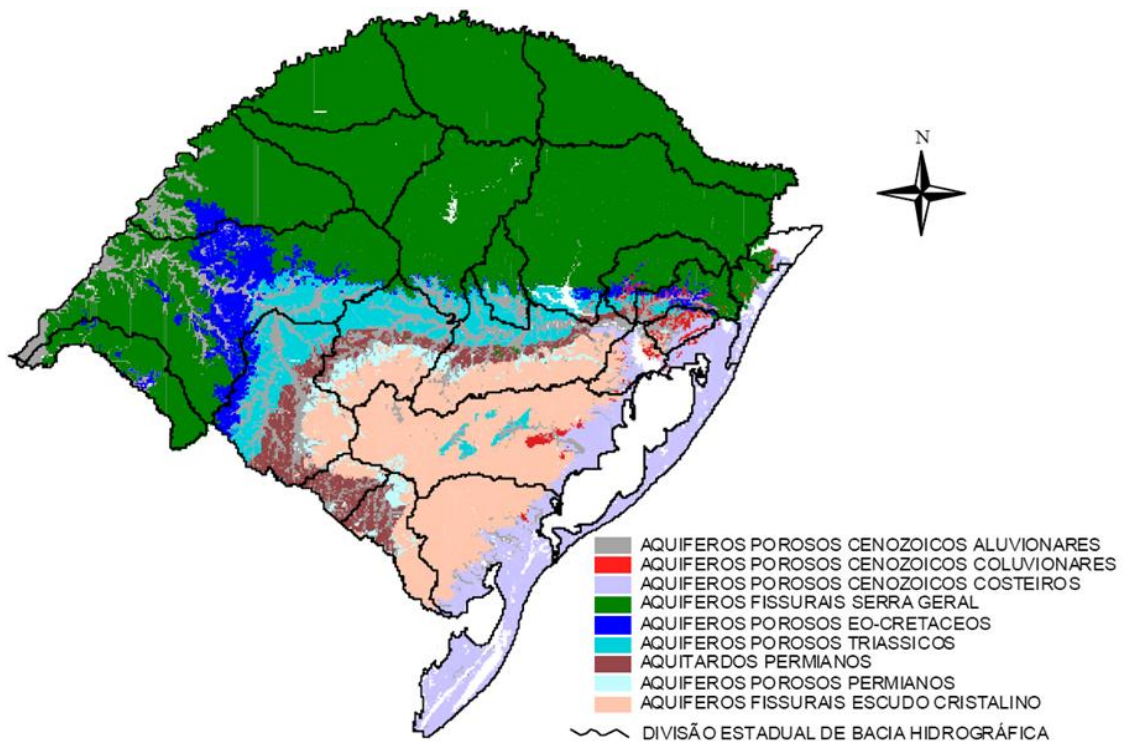 N
AQUIFEROS POROSOS CENOZOICOS ALUVIONARES
AQUIFEROS POROSOS CENOZOICOS COLUVIONARES
AQUIFEROS POROSOS CENOZOICOS COSTEIROS
AQUIFEROS FISSURAIS SERRA GERAL
AQUIFEROS POROSOS EO-CRETACEOS
AQUIFEROS POROSOS TRIASSICOS
AQUITARDOS PERMIANOS
AQUIFEROS POROSOS PERMIANOS
AQUIFEROS FISSURAIS ESCUDO CRISTALINO
DIVISÃO ESTADUAL DE BACIA HIDROGRÁFICA